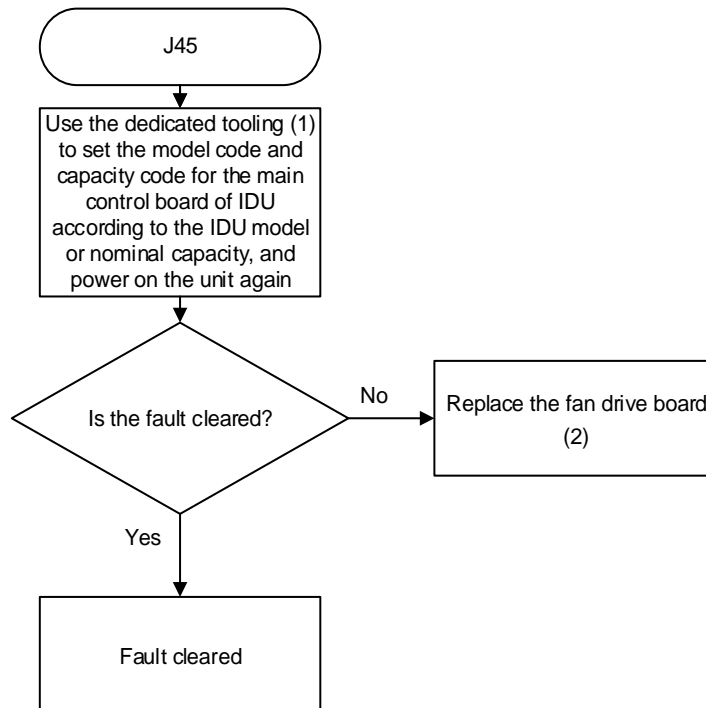 J45
Use the dedicated tooling (1)
to set the model code and
capacity code for the main
control board of IDU
according to the IDU model
or nominal capacity, and
power on the unit again
Is the fault cleared?
No
Replace the fan drive board
(2)
Yes
Fault cleared